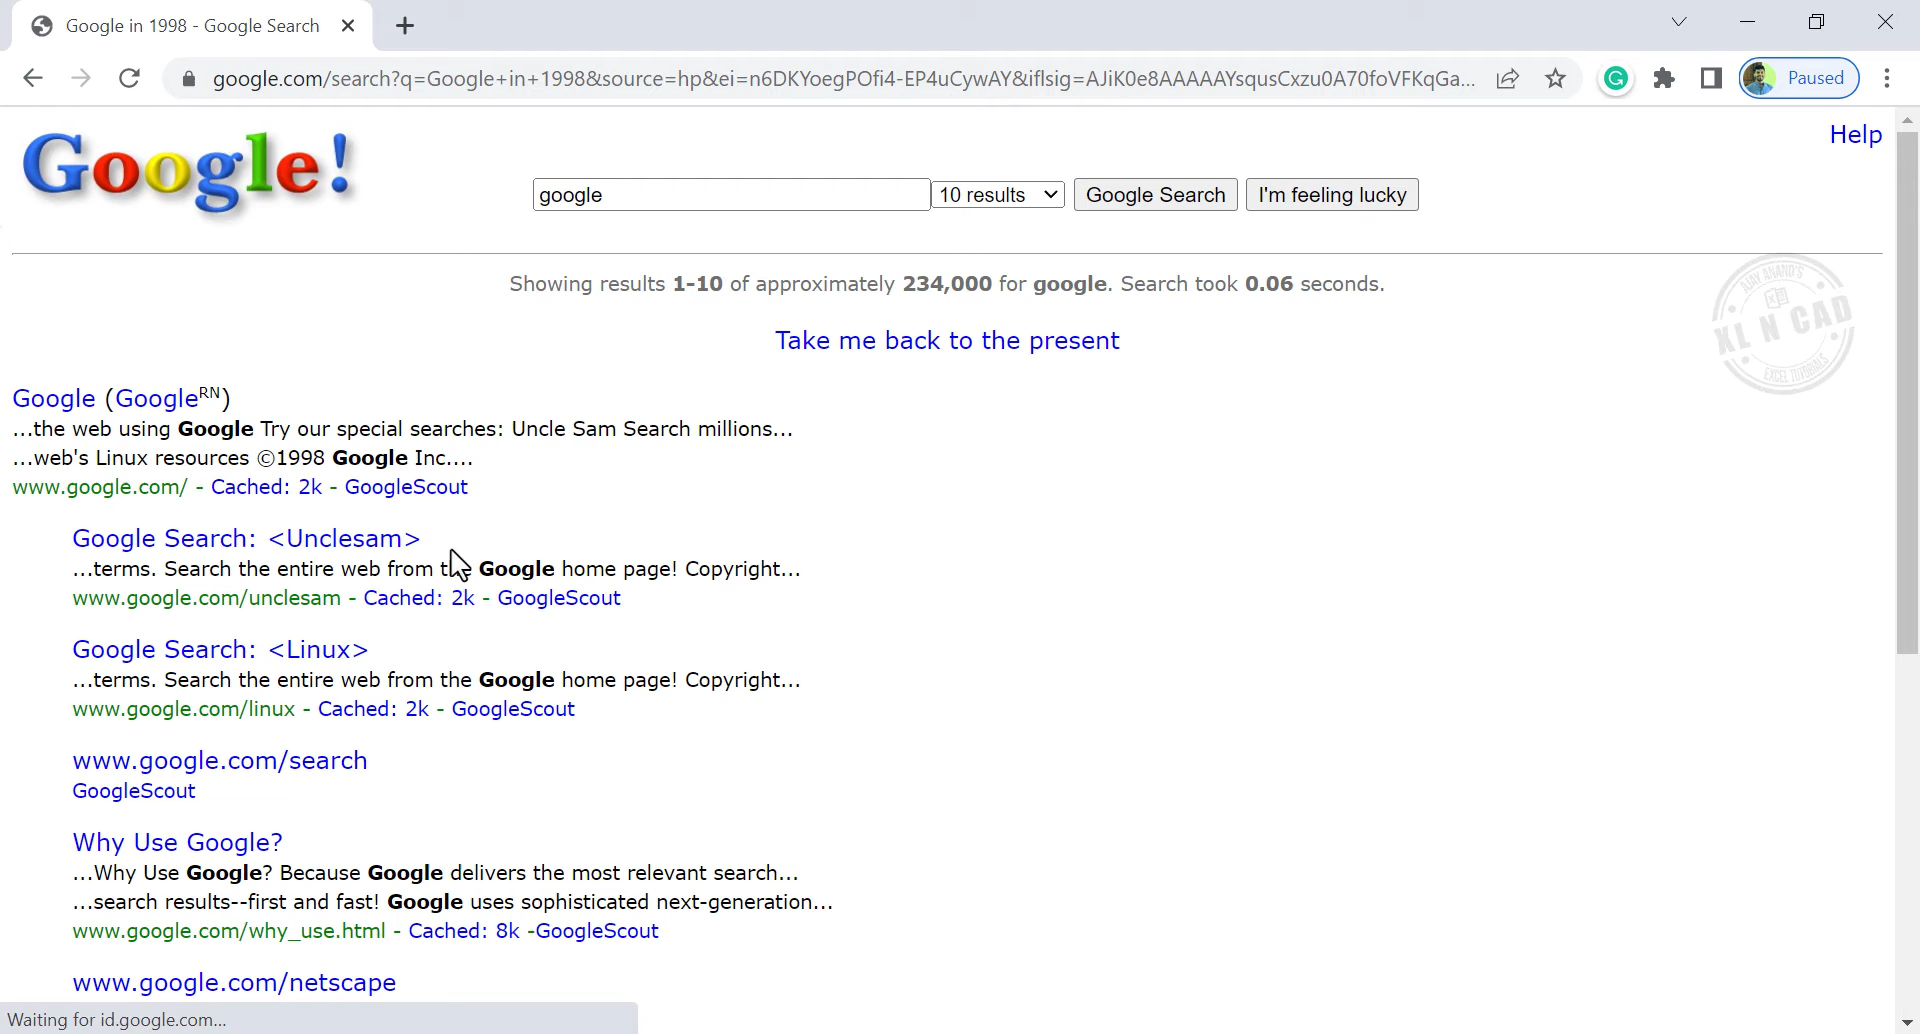 Google in 1998 - Google Search
google.com/search?q=Google+in+1998&source=hp&ei=n6DKYoegPOfi4-EP4uCywAY&iflsig=AJiK0e8AAAAAYsqusCxzu0A70foVFKqGa...
Paused
Help
Google!
google 10 results Google Search I'm feeling lucky
Showing results 1-10 of approximately 234,000 for google. Search took 0.06 seconds.
AJAY ANAND'S
XL N CAD
EXCEL TUTORIALS
Take me back to the present
Google (GoogleRN)
...the web using Google Try our special searches: Uncle Sam Search millions...
...web's Linux resources ©1998 Google Inc....
www.google.com/ - Cached: 2k - GoogleScout
Google Search: <Unclesam>
...terms. Search the entire web from the Google home page! Copyright...
www.google.com/unclesam - Cached: 2k - GoogleScout
Google Search: <Linux>
...terms. Search the entire web from the Google home page! Copyright...
www.google.com/linux - Cached: 2k - GoogleScout
www.google.com/search
GoogleScout
Why Use Google?
...Why Use Google? Because Google delivers the most relevant search...
...search results--first and fast! Google uses sophisticated next-generation...
www.google.com/why_use.html - Cached: 8k -GoogleScout
www.google.com/netscape
Waiting for id.google.com...